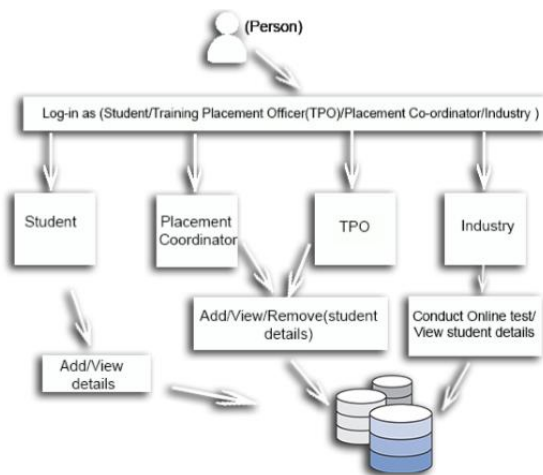 (Person)
Log-in as (Student/Training Placement Officer(TPO)/Placement Co-ordinator/Industry )
Student
Placement
Coordinator
TPO
Industry
Add/View/Remove(student
details)
Conduct Online test/
View student details
Add/View
details